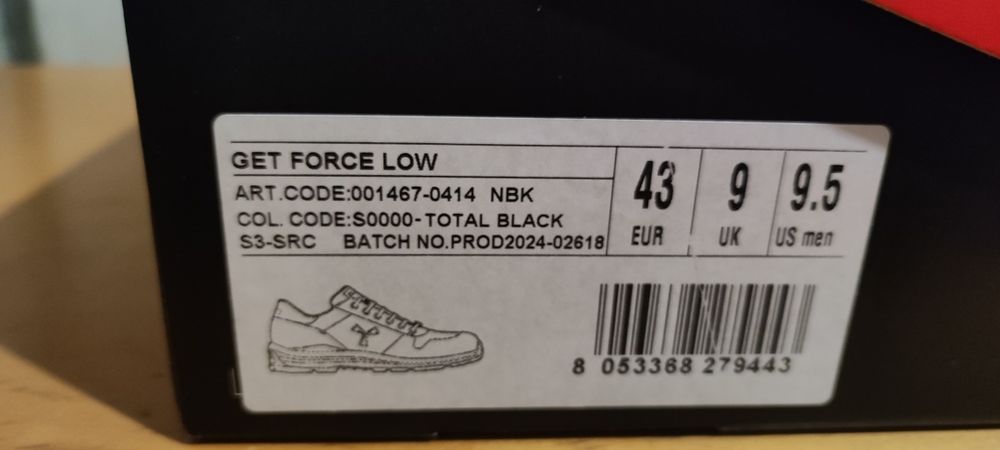 GET FORCE LOW
ART.CODE:001467-0414 NBK
COL. CODE:S0000-TOTAL BLACK
S3-SRC BATCH NO.PROD2024-02618
43 9 9.5
EUR UK US men
8 053368 279443